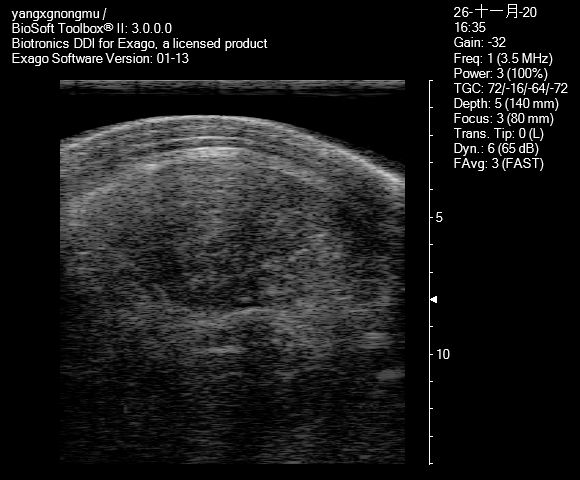 yangxgnongmu /
BioSoft Toolbox® II: 3.0.0.0
Biotronics DDI for Exago, a licensed product
Exago Software Version: 01-13
26-十一月-20
16:35
Gain: -32
Freq: 1 (3.5 MHz)
Power: 3 (100%)
TGC: 72/-16/-64/-72
Depth: 5 (140 mm)
Focus: 3 (80 mm)
Trans. Tip: 0 (L)
Dyn.: 6 (65 dB)
FAvg: 3 (FAST)
5
10